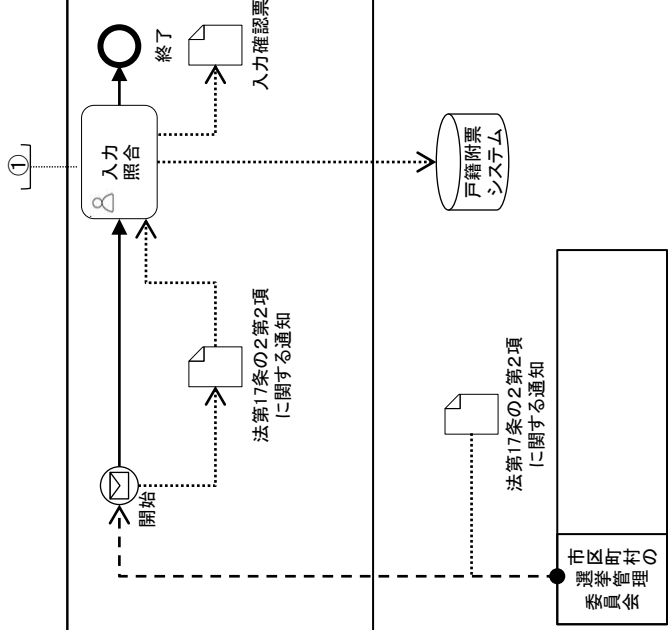 ①
入力
照合
終了
入力確認票
開始
法第17条の2第2項
に関する通知
戸籍附票
システム
法第17条の2第2項
に関する通知
市区町村の
選挙管理
委員会